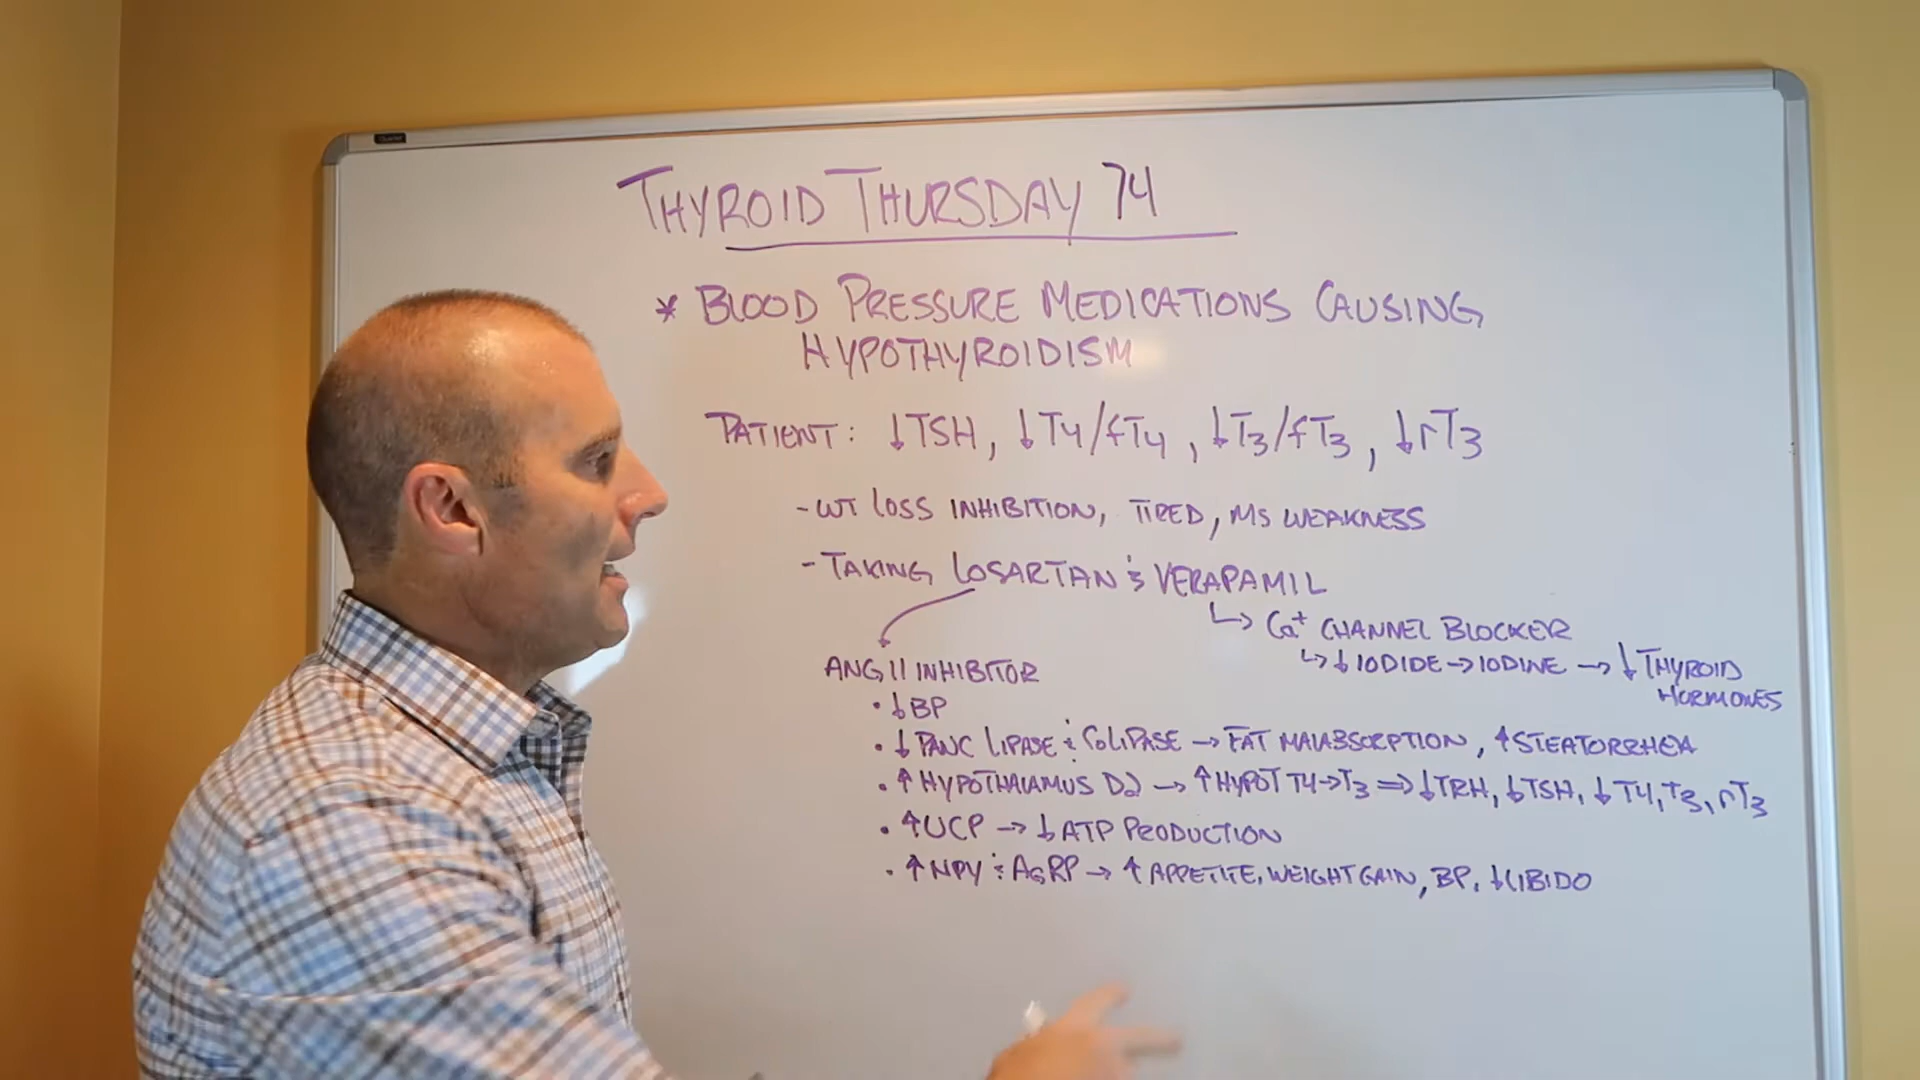 THYROID THURSDAY 74
* BLOOD PRESSURE MEDICATIONS CAUSING
HYPOTHYROIDISM
PATIENT: ↓TSH, ↓T4/fT4, ↓T3/fT3, ↓rT3
- WT LOSS INHIBITION, TIRED, MS WEAKNESS
- TAKING LOSARTAN & VERAPAMIL
↳ Ca+ CHANNEL BLOCKER
↳ ↓ IODIDE → IODINE → ↓ THYROID
HORMONES
ANG II INHIBITOR
• ↓BP
• ↓ PANC LIPASE & COLIPASE → FAT MALABSORPTION, ↑STEATORRHEA
• ↑ HYPOTHALAMUS D2 → ↑HYPOT T4→T3 ⇒ ↓TRH, ↓TSH, ↓T4, T3, rT3
• ↑UCP → ↓ATP PRODUCTION
• ↑NPY & AgRP → ↑ APPETITE, WEIGHT GAIN, BP, ↓LIBIDO